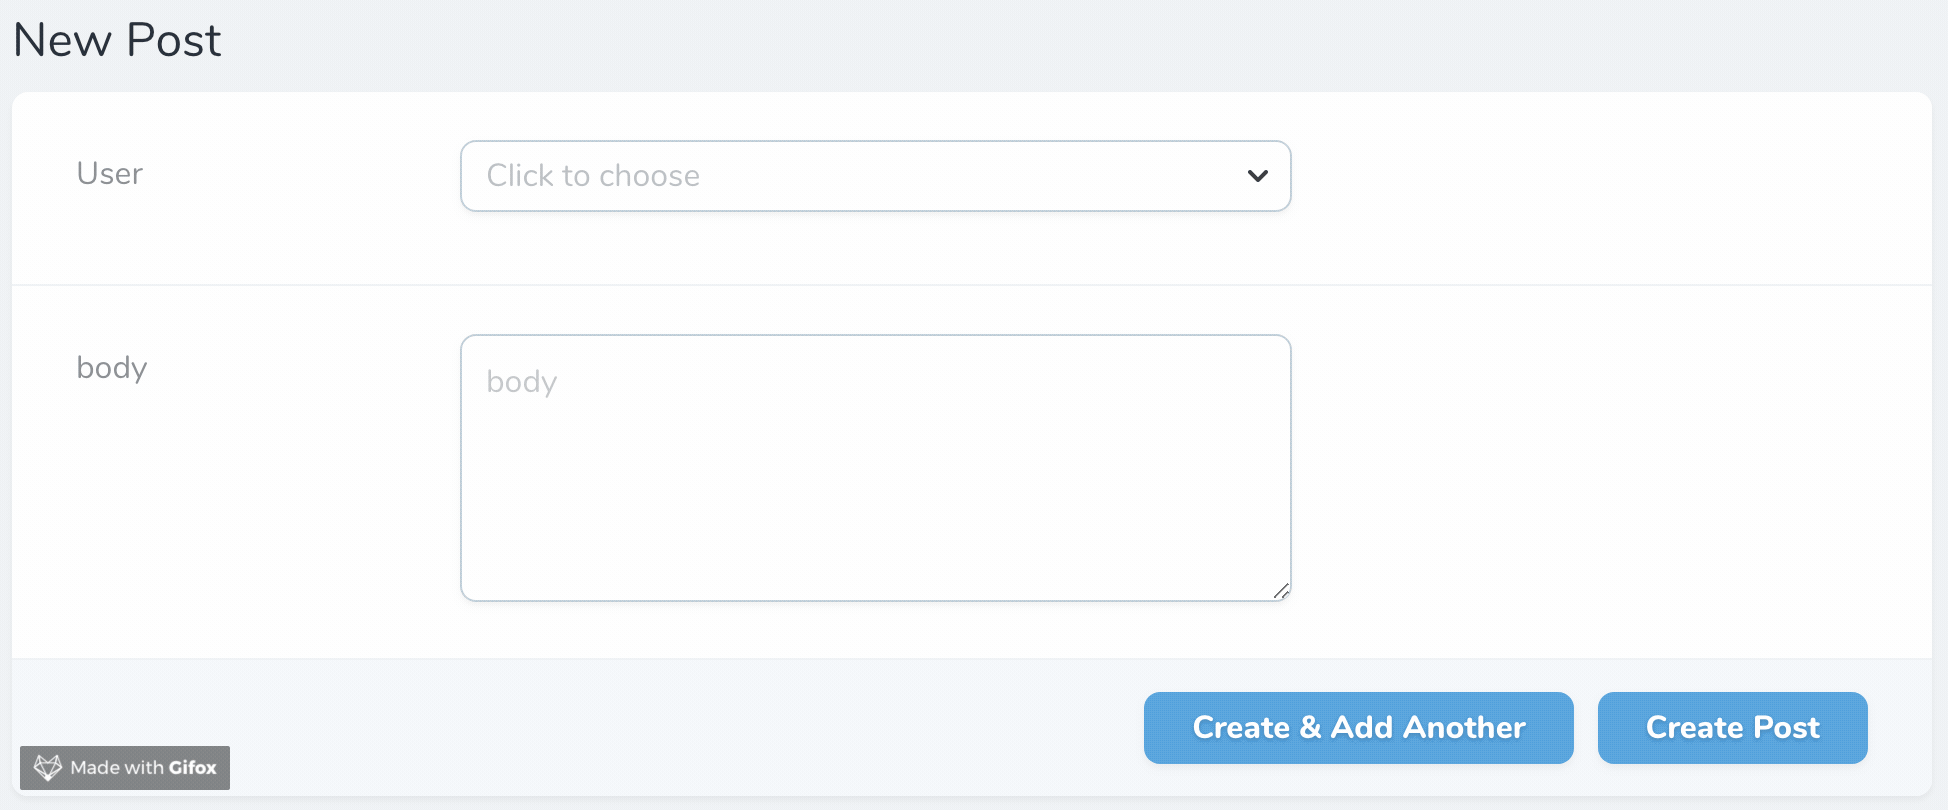 New Post
User
Click to choose
body
body
Create & Add Another
Create Post
Made with Gifox